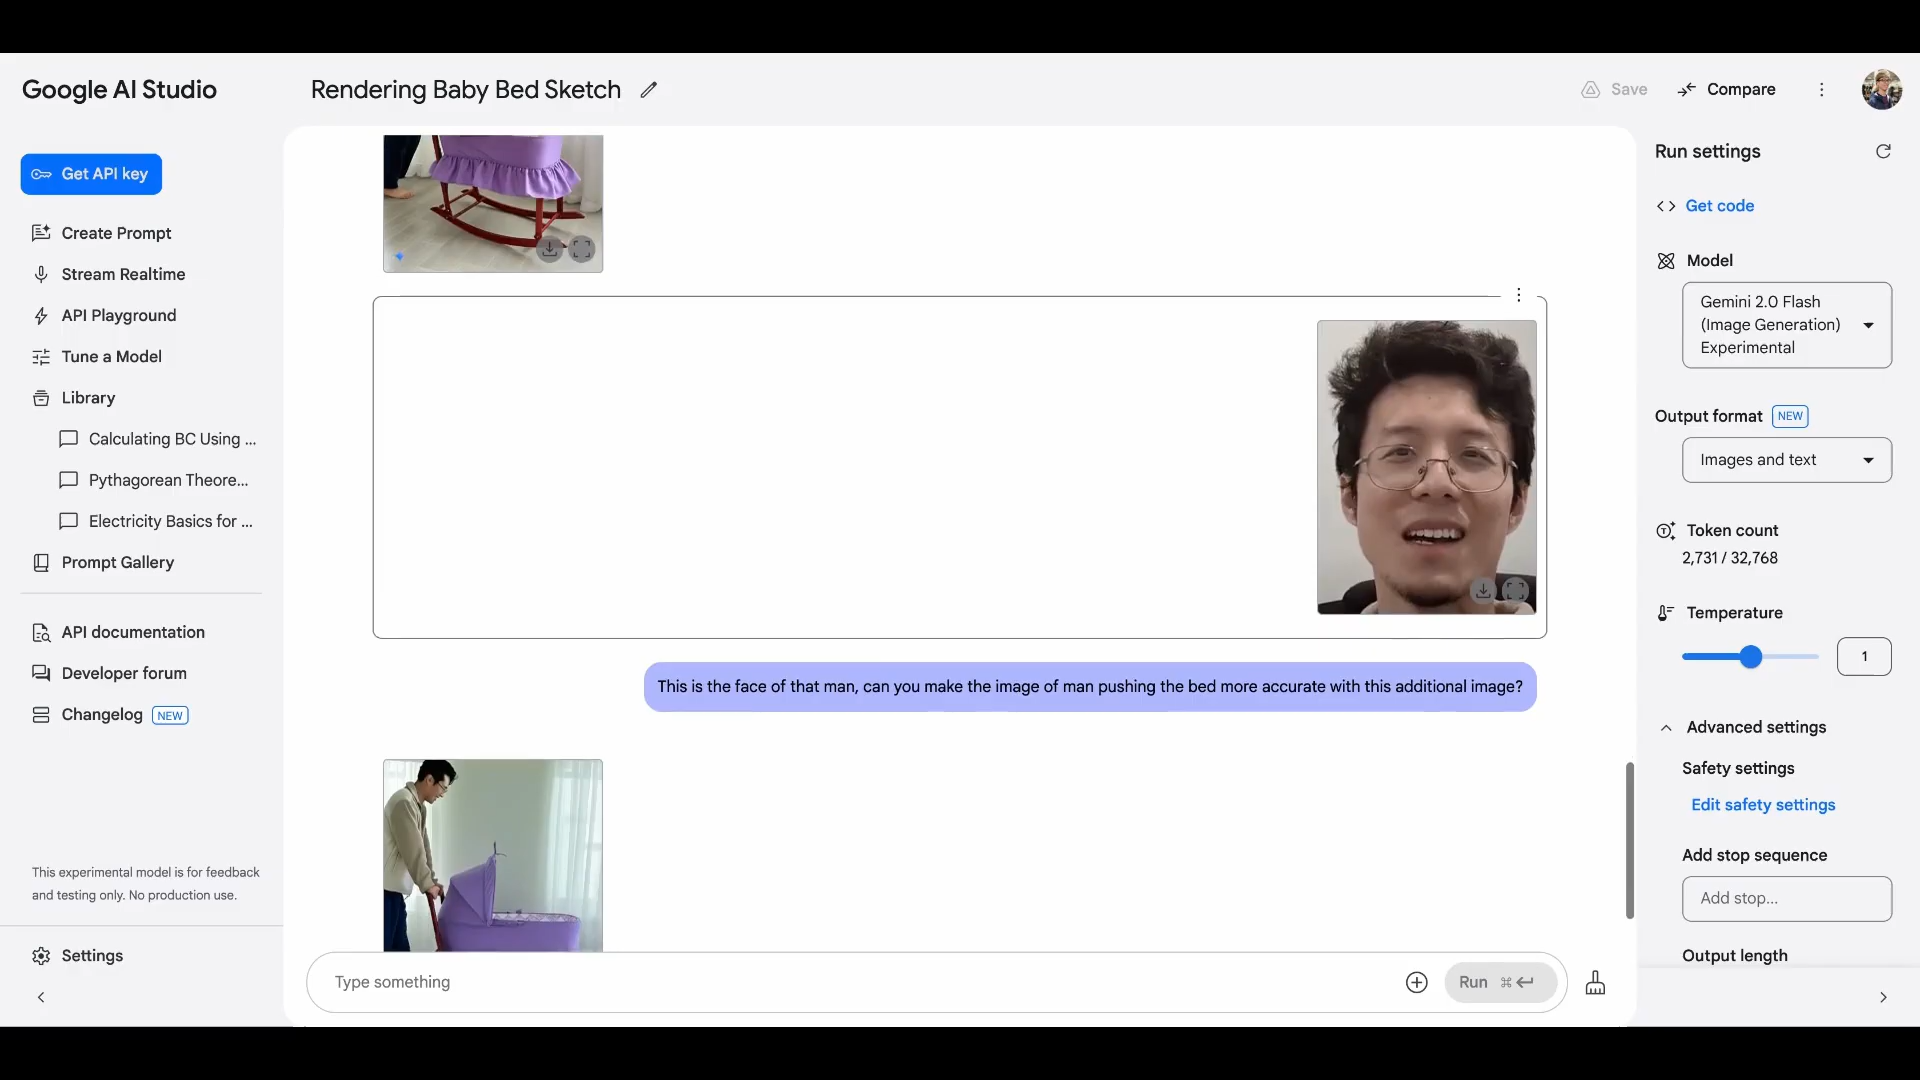 Google AI Studio
Rendering Baby Bed Sketch
Save
Compare
Get API key
Create Prompt
Stream Realtime
API Playground
Tune a Model
Library
Calculating BC Using ...
Pythagorean Theore...
Electricity Basics for ...
Prompt Gallery
API documentation
Developer forum
Changelog NEW
This experimental model is for feedback
and testing only. No production use.
Settings
This is the face of that man, can you make the image of man pushing the bed more accurate with this additional image?
Type something
Run ⌘↵
Run settings
Get code
Model
Gemini 2.0 Flash
(Image Generation)
Experimental
Output format NEW
Images and text
Token count
2,731 / 32,768
Temperature
1
Advanced settings
Safety settings
Edit safety settings
Add stop sequence
Add stop...
Output length